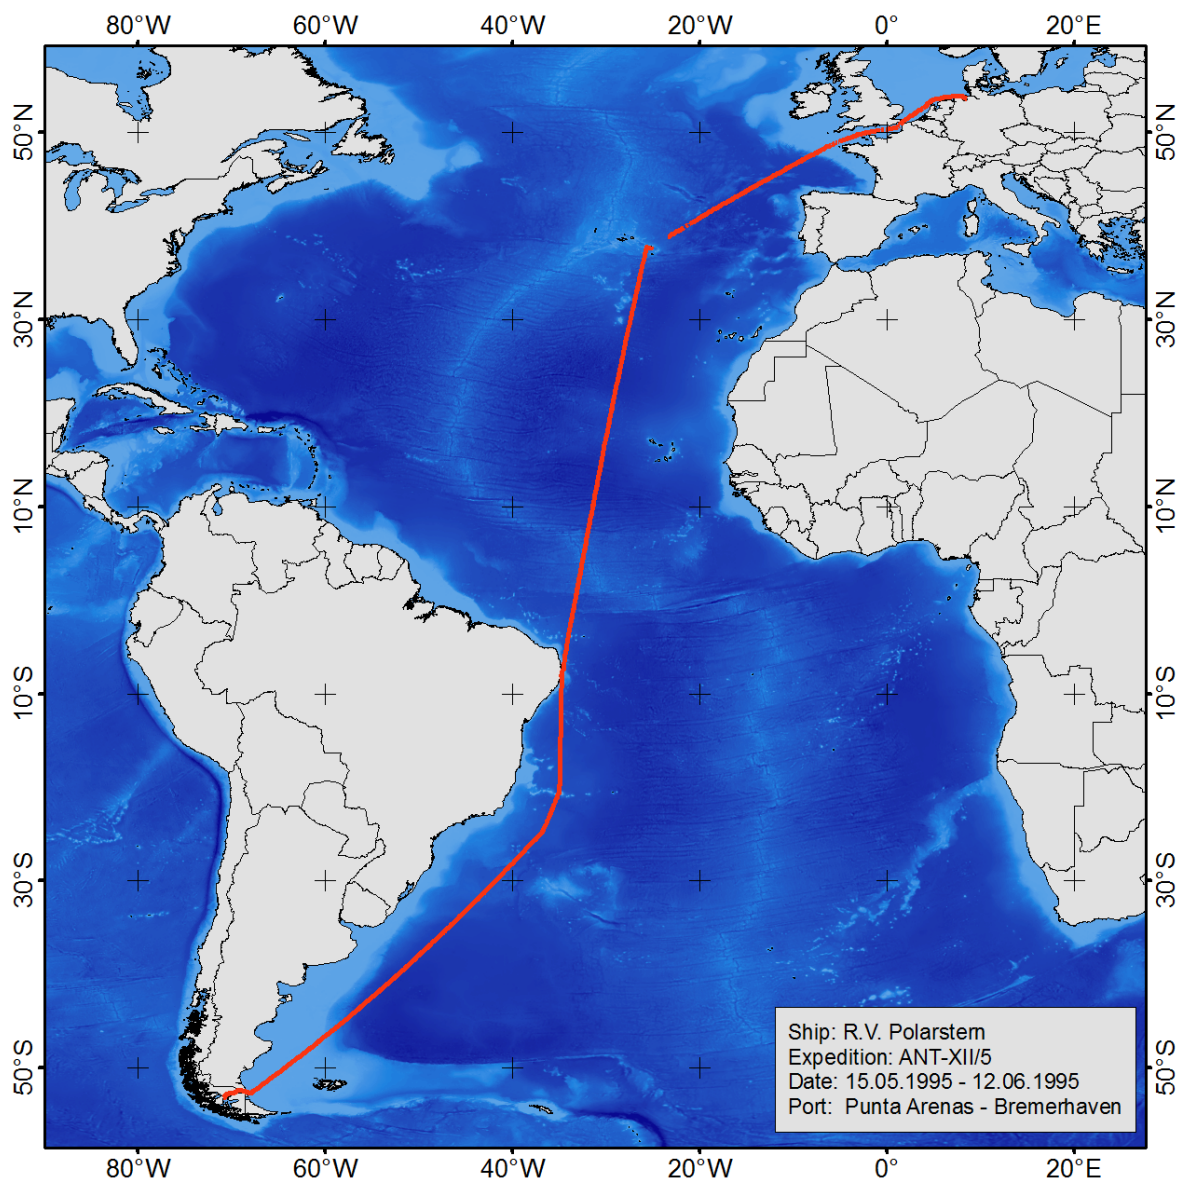 80°W 60°W 40°W 20°W 0° 20°E
50°N 50°N
30°N 30°N
10°N 10°N
10°S 10°S
30°S 30°S
50°S 50°S
Ship: R.V. Polarstern
Expedition: ANT-XII/5
Date: 15.05.1995 - 12.06.1995
Port: Punta Arenas - Bremerhaven
80°W 60°W 40°W 20°W 0° 20°E